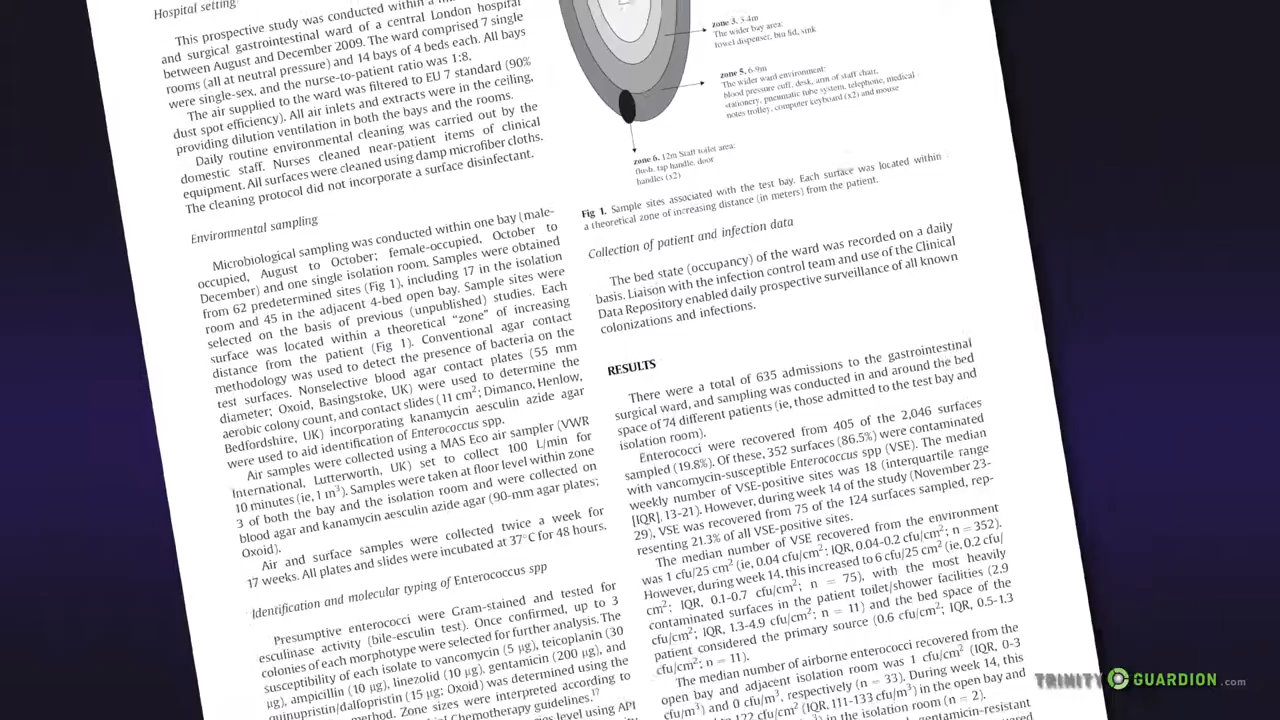 Hospital setting
This prospective study was conducted within a
and surgical gastrointestinal ward of a central London hospital
between August and December 2009. The ward comprised 7 single
rooms (all at neutral pressure) and 14 bays of 4 beds each. All bays
were single-sex, and the nurse-to-patient ratio was 1:8.
The air supplied to the ward was filtered to EU 7 standard (90%
dust spot efficiency). All air inlets and extracts were in the ceiling,
providing dilution ventilation in both the bays and the rooms.
Daily routine environmental cleaning was carried out by the
domestic staff. Nurses cleaned near-patient items of clinical
equipment. All surfaces were cleaned using damp microfiber cloths.
The cleaning protocol did not incorporate a surface disinfectant.
Environmental sampling
Microbiological sampling was conducted within one bay (male-
occupied, August to October; female-occupied, October to
December) and one single isolation room. Samples were obtained
from 62 predetermined sites (Fig 1), including 17 in the isolation
room and 45 in the adjacent 4-bed open bay. Sample sites were
selected on the basis of previous (unpublished) studies. Each
surface was located within a theoretical “zone” of increasing
distance from the patient (Fig 1). Conventional agar contact
methodology was used to detect the presence of bacteria on the
test surfaces. Nonselective blood agar contact plates (55 mm
diameter; Oxoid, Basingstoke, UK) were used to determine the
aerobic colony count, and contact slides (11 cm²; Dimanco, Henlow,
Bedfordshire, UK) incorporating kanamycin aesculin azide agar
were used to aid identification of Enterococcus spp.
Air samples were collected using a MAS Eco air sampler (VWR
International, Lutterworth, UK) set to collect 100 L/min for
10 minutes (ie, 1 m³). Samples were taken at floor level within zone
3 of both the bay and the isolation room and were collected on
blood agar and kanamycin aesculin azide agar (90-mm agar plates;
Oxoid).
Air and surface samples were collected twice a week for
17 weeks. All plates and slides were incubated at 37°C for 48 hours.
Identification and molecular typing of Enterococcus spp
Presumptive enterococci were Gram-stained and tested for
esculinase activity (bile-esculin test). Once confirmed, up to 3
colonies of each morphotype were selected for further analysis. The
susceptibility of each isolate to vancomycin (5 µg), teicoplanin (30
µg), ampicillin (10 µg), linezolid (10 µg), gentamicin (200 µg), and
quinupristin/dalfopristin (15 µg; Oxoid) was determined using the
method. Zone sizes were interpreted according to
of Chemotherapy guidelines.¹⁷
level using API
zone 3. 3-4m
The wider bay area:
towel dispenser, bin lid, sink
zone 5. 6-9m
The wider ward environment:
blood pressure cuff, desk, arm of staff chair,
stationery, pneumatic tube system, telephone, medical
notes trolley, computer keyboard (x2) and mouse
zone 6. 12m Staff toilet area:
flush, tap handle, door
handles (x2)
Fig 1. Sample sites associated with the test bay. Each surface was located within
a theoretical zone of increasing distance (in meters) from the patient.
Collection of patient and infection data
The bed state (occupancy) of the ward was recorded on a daily
basis. Liaison with the infection control team and use of the Clinical
Data Repository enabled daily prospective surveillance of all known
colonizations and infections.
RESULTS
There were a total of 635 admissions to the gastrointestinal
surgical ward, and sampling was conducted in and around the bed
space of 74 different patients (ie, those admitted to the test bay and
isolation room).
Enterococci were recovered from 405 of the 2,046 surfaces
sampled (19.8%). Of these, 352 surfaces (86.5%) were contaminated
with vancomycin-susceptible Enterococcus spp (VSE). The median
weekly number of VSE-positive sites was 18 (interquartile range
[IQR], 13-21). However, during week 14 of the study (November 23-
29), VSE was recovered from 75 of the 124 surfaces sampled, rep-
resenting 21.3% of all VSE-positive sites.
The median number of VSE recovered from the environment
was 1 cfu/25 cm² (ie, 0.04 cfu/cm²; IQR, 0.04-0.2 cfu/cm²; n = 352).
However, during week 14, this increased to 6 cfu/25 cm² (ie, 0.2 cfu/
cm²; IQR, 0.1-0.7 cfu/cm²; n = 75), with the most heavily
contaminated surfaces in the patient toilet/shower facilities (2.9
cfu/cm²; IQR, 1.3-4.9 cfu/cm²; n = 11) and the bed space of the
patient considered the primary source (0.6 cfu/cm²; IQR, 0.5-1.3
cfu/cm²; n = 11).
The median number of airborne enterococci recovered from the
open bay and adjacent isolation room was 1 cfu/cm² (IQR, 0-3
cfu/m³) and 0 cfu/m³, respectively (n = 33). During week 14, this
122 cfu/m³ (IQR, 111-133 cfu/m³) in the open bay and
in the isolation room (n = 2).
gentamicin-resistant
TRINITY GUARDION.com